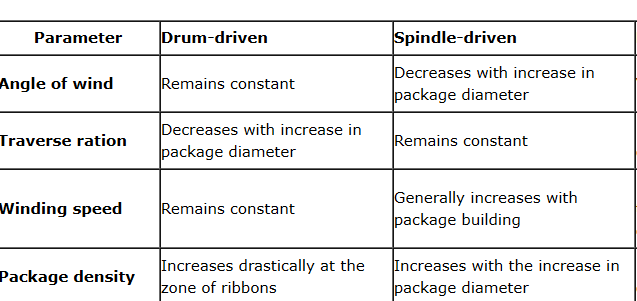 Parameter Drum-driven Spindle-driven
Angle of wind Remains constant Decreases with increase in
package diameter
Traverse ration Decreases with increase in
package diameter Remains constant
Winding speed Remains constant Generally increases with
package building
Package density Increases drastically at the
zone of ribbons Increases with the increase in
package diameter